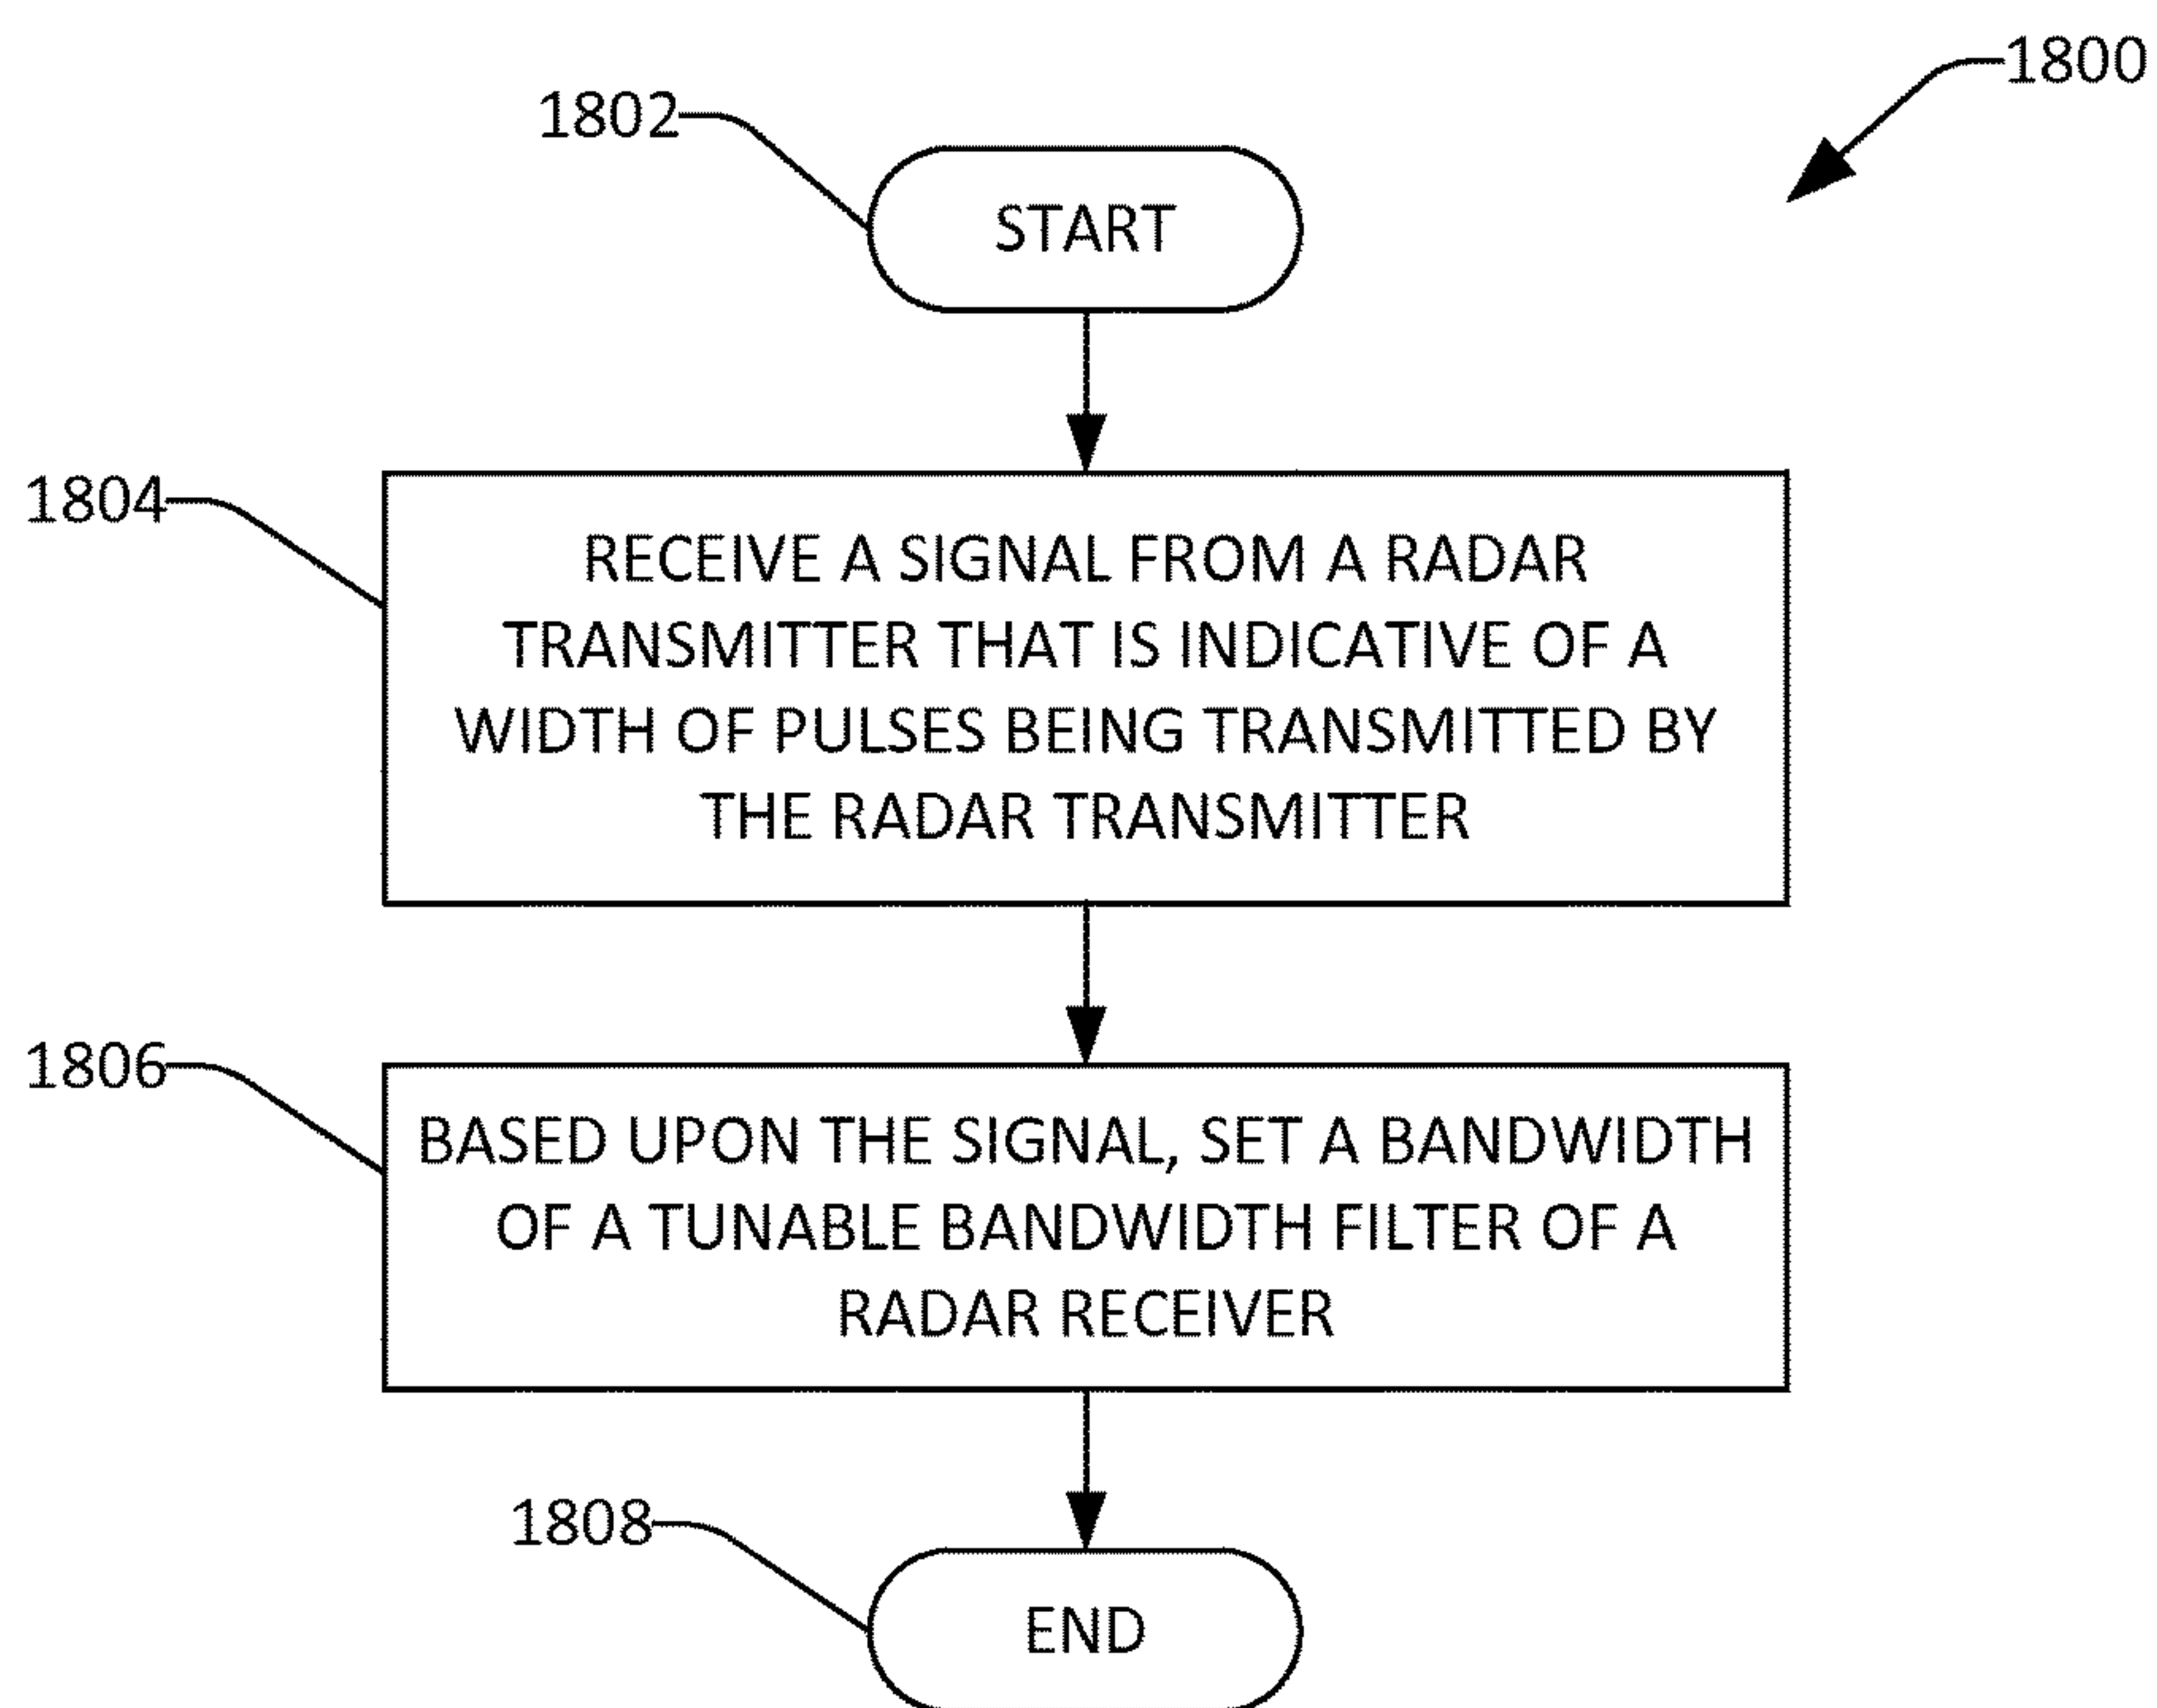 1800
1802
START
1804
RECEIVE A SIGNAL FROM A RADAR
TRANSMITTER THAT IS INDICATIVE OF A
WIDTH OF PULSES BEING TRANSMITTED BY
THE RADAR TRANSMITTER
1806
BASED UPON THE SIGNAL, SET A BANDWIDTH
OF A TUNABLE BANDWIDTH FILTER OF A
RADAR RECEIVER
1808
END